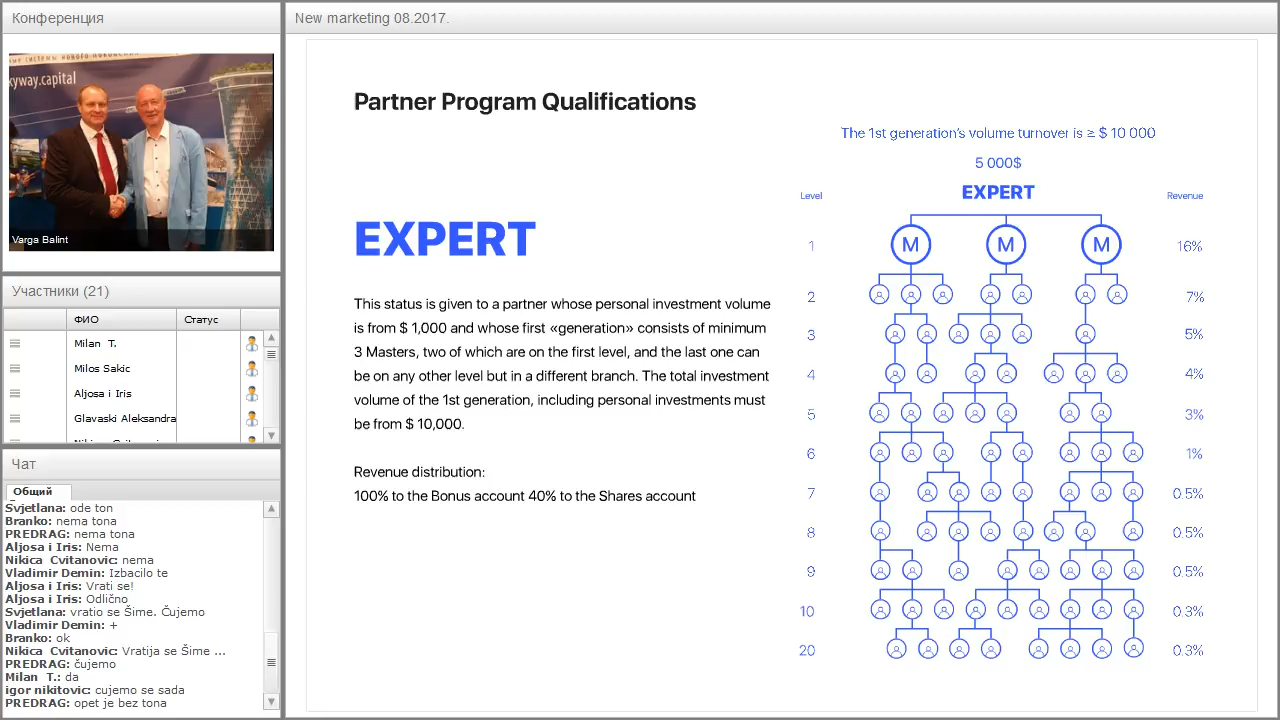 Конференция
kyway.capital
Varga Balint
Участники (21)
ФИО Статус
Milan T.
Milos Sakic
Aljosa i Iris
Glavaski Aleksandra
Чат
Общий
Svjetlana: ode ton
Branko: nema tona
PREDRAG: nema tona
Aljosa i Iris: Nema
Nikica Cvitanovic: nema
Vladimir Demin: Izbacilo te
Aljosa i Iris: Vrati se!
Aljosa i Iris: Odlično
Svjetlana: vratio se Šime. Čujemo
Vladimir Demin: +
Branko: ok
Nikica Cvitanovic: Vratija se Šime ...
PREDRAG: čujemo
Milan T.: da
igor nikitovic: cujemo se sada
PREDRAG: opet je bez tona
New marketing 08.2017.
Partner Program Qualifications
EXPERT
This status is given to a partner whose personal investment volume
is from $ 1,000 and whose first «generation» consists of minimum
3 Masters, two of which are on the first level, and the last one can
be on any other level but in a different branch. The total investment
volume of the 1st generation, including personal investments must
be from $ 10,000.
Revenue distribution:
100% to the Bonus account 40% to the Shares account
The 1st generation's volume turnover is ≥ $ 10 000
5 000$
Level EXPERT Revenue
1 M M M 16%
2 7%
3 5%
4 4%
5 3%
6 1%
7 0.5%
8 0.5%
9 0.5%
10 0.3%
20 0.3%